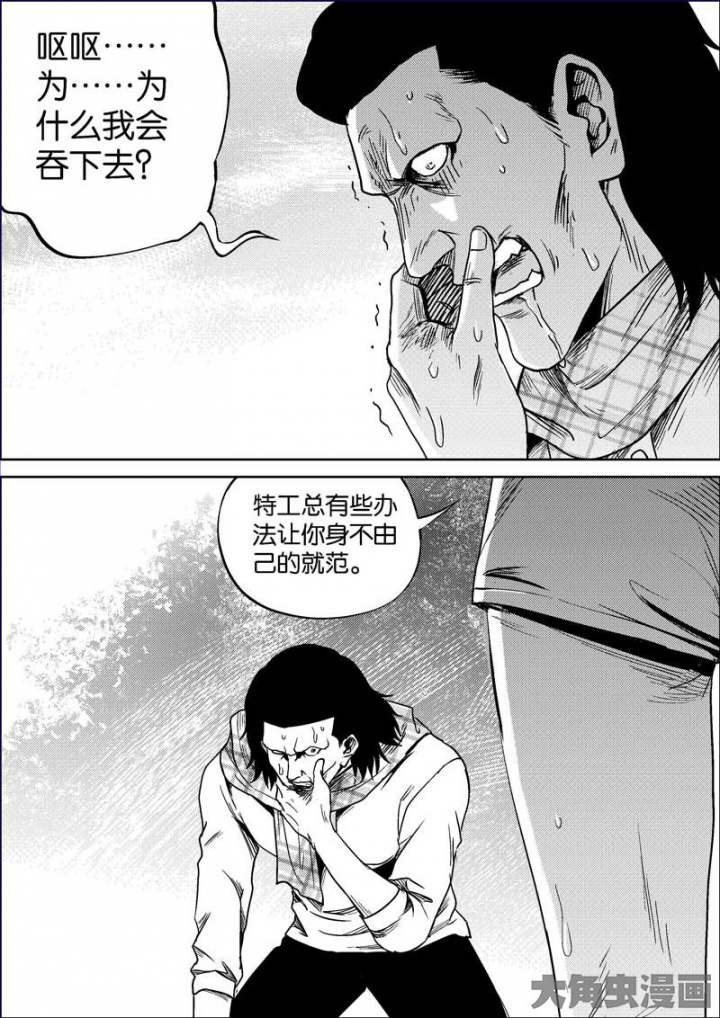 呕呕……
为……为
什么我会
吞下去？
特工总有些办
法让你身不由
己的就范。
大角虫漫画